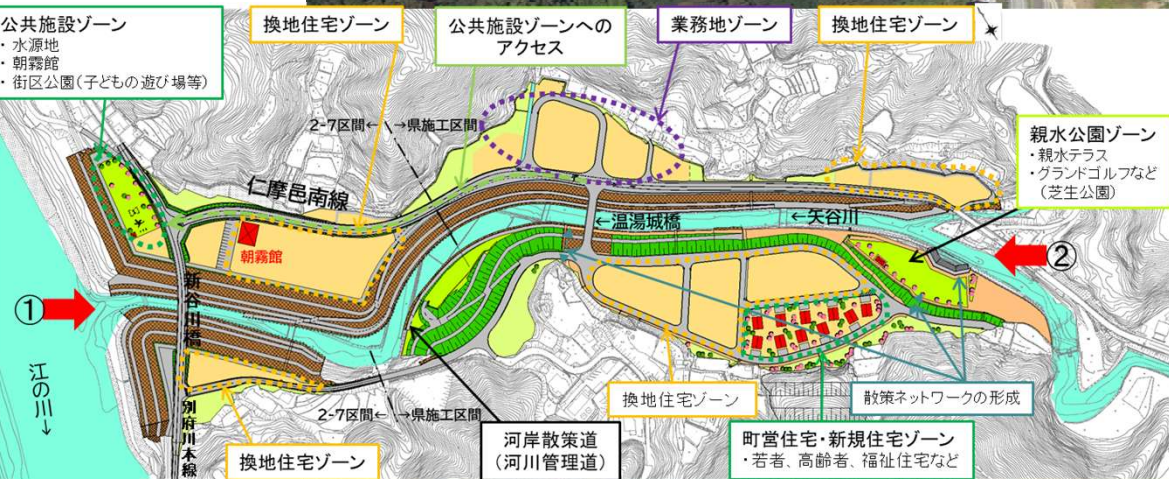 公共施設ゾーン
・ 水源地
・ 朝霧館
・ 街区公園(子どもの遊び場等)
換地住宅ゾーン
公共施設ゾーンへの
アクセス
業務地ゾーン
換地住宅ゾーン
2-7区間← →県施工区間
親水公園ゾーン
・親水テラス
・グランドゴルフなど
(芝生公園)
仁摩邑南線
←温湯城橋
←矢谷川
朝霧館
①
②
新谷川橋
江の川→
別府川本線
2-7区間← →県施工区間
換地住宅ゾーン
散策ネットワークの形成
換地住宅ゾーン
河岸散策道
(河川管理道)
町営住宅・新規住宅ゾーン
・若者、高齢者、福祉住宅など